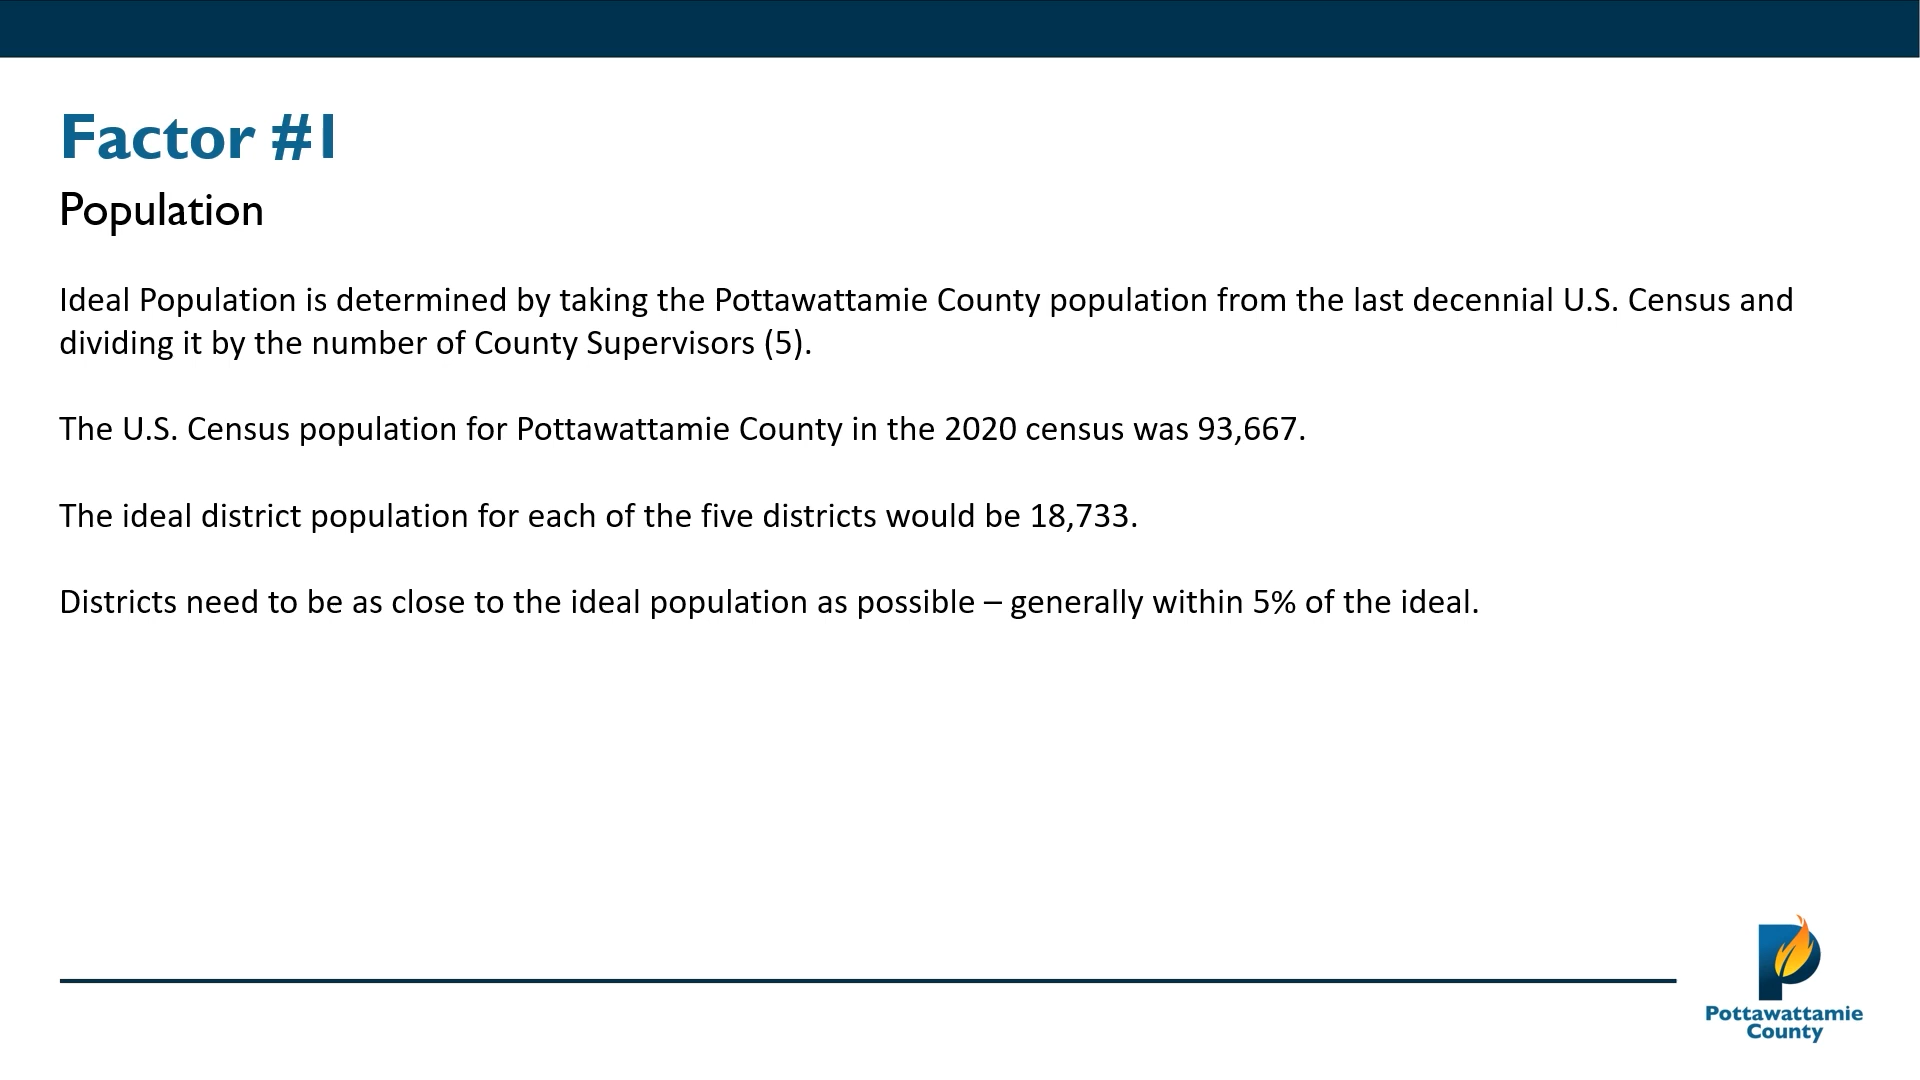 Factor #1
Population
Ideal Population is determined by taking the Pottawattamie County population from the last decennial U.S. Census and
dividing it by the number of County Supervisors (5).
The U.S. Census population for Pottawattamie County in the 2020 census was 93,667.
The ideal district population for each of the five districts would be 18,733.
Districts need to be as close to the ideal population as possible – generally within 5% of the ideal.
Pottawattamie
County